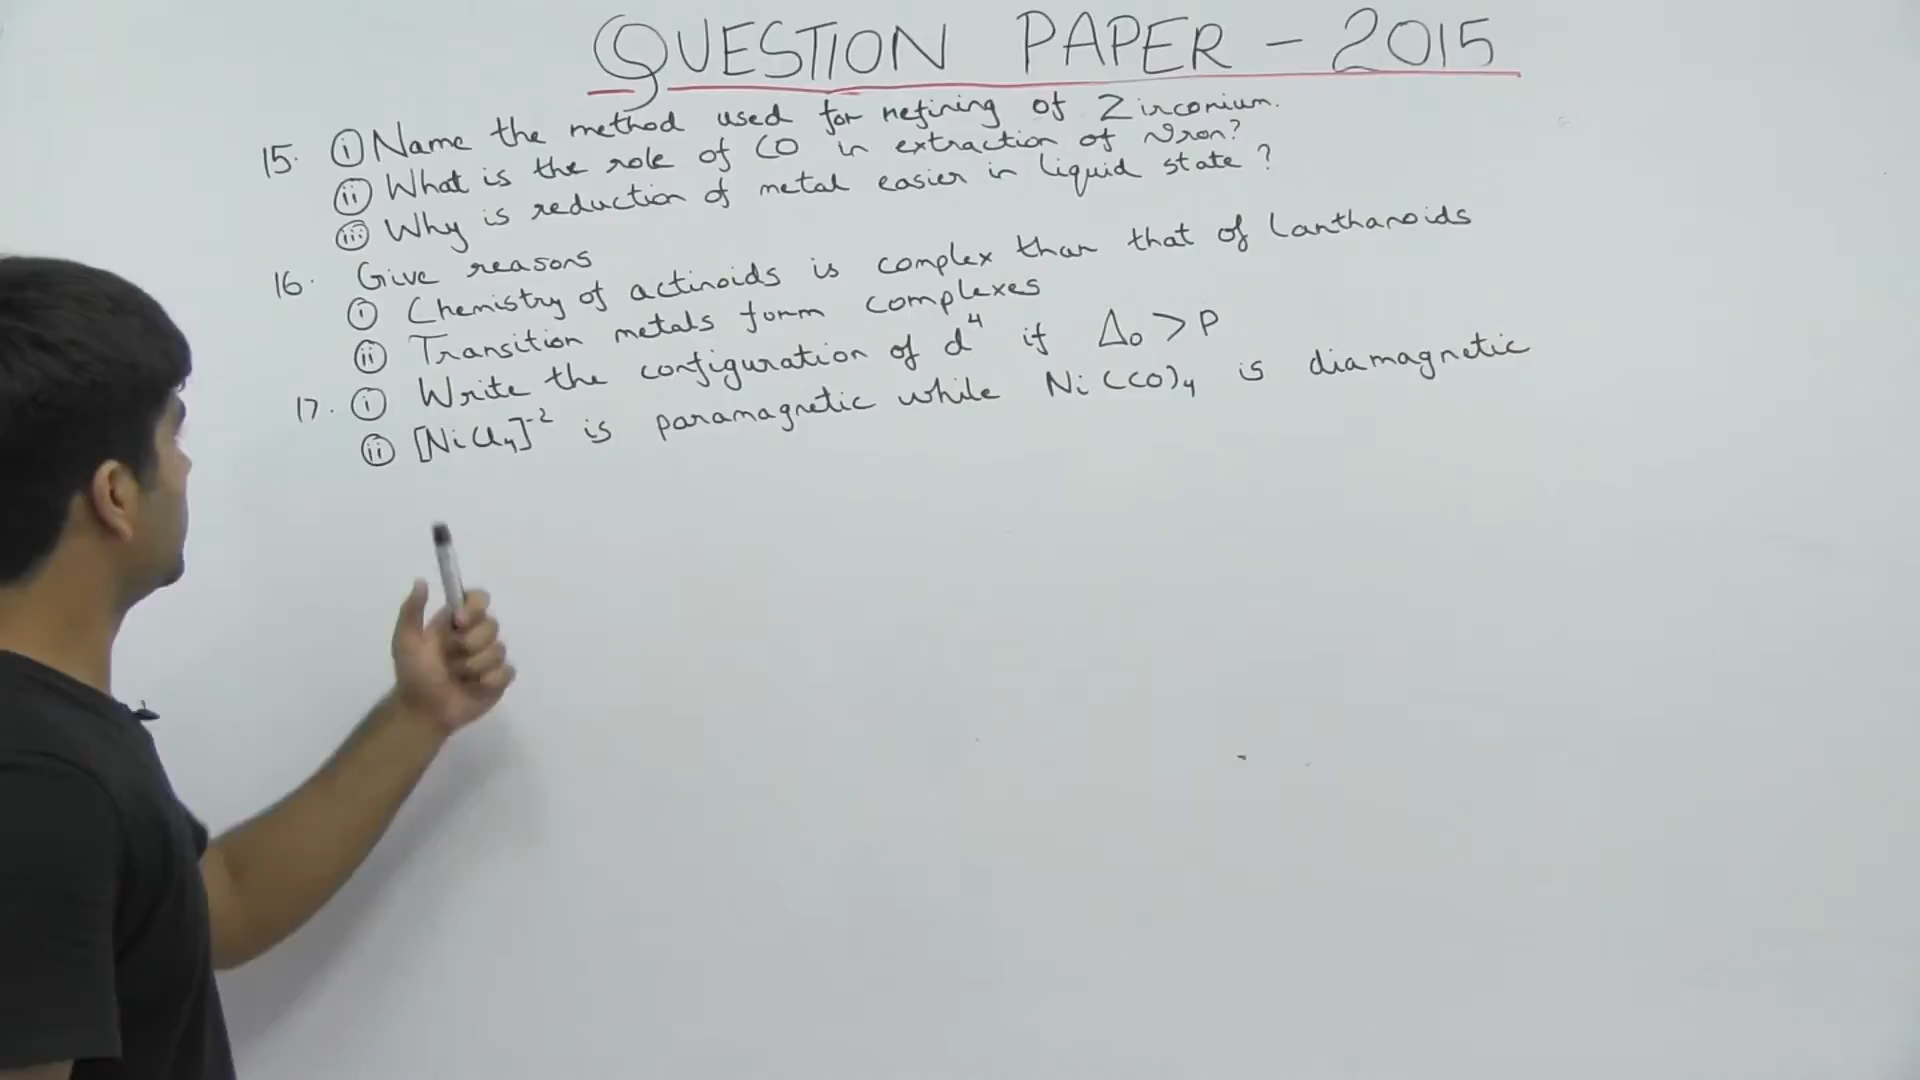 QUESTION PAPER - 2015
15. (i) Name the method used for refining of Zirconium.
(ii) What is the role of CO in extraction of Iron?
(iii) Why is reduction of metal easier in liquid state?
16. Give reasons
(i) Chemistry of actinoids is complex than that of Lanthanoids
(ii) Transition metals form complexes
17. (i) Write the configuration of d⁴ if Δo > P
(ii) [NiCl₄]⁻² is paramagnetic while Ni(CO)₄ is diamagnetic